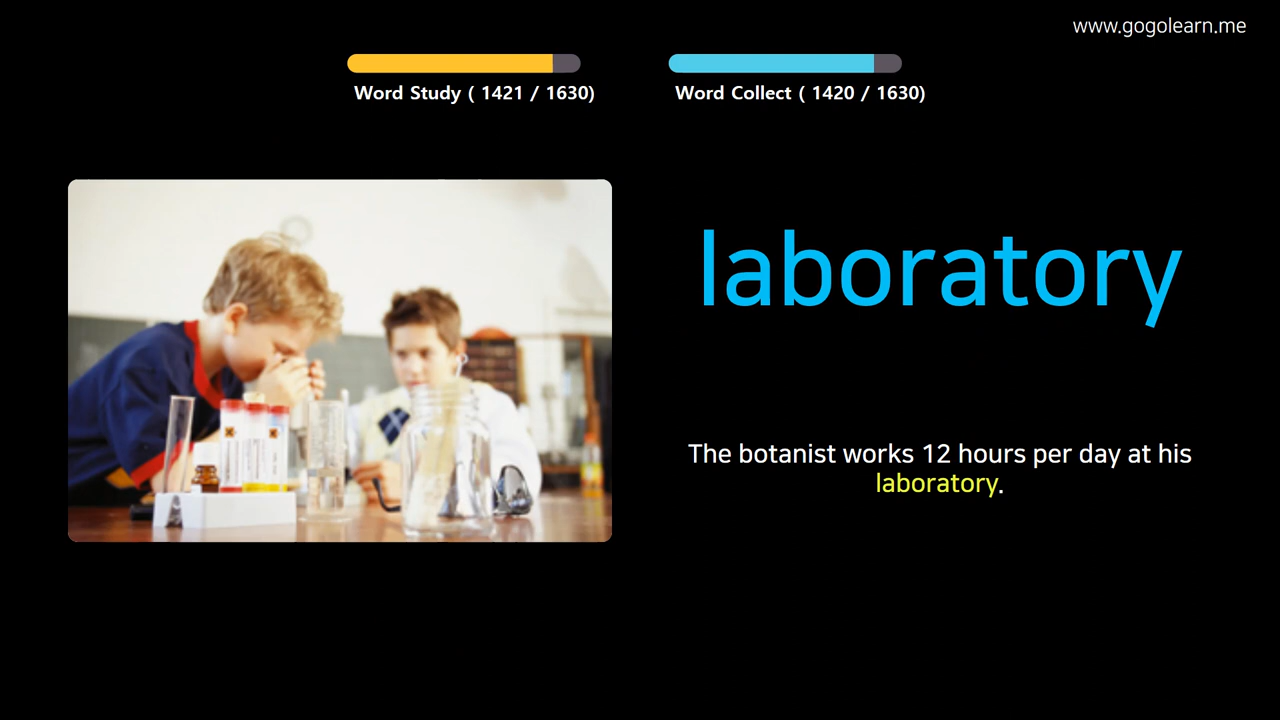 www.gogolearn.me
Word Study ( 1421 / 1630)
Word Collect ( 1420 / 1630)
laboratory
The botanist works 12 hours per day at his
laboratory.